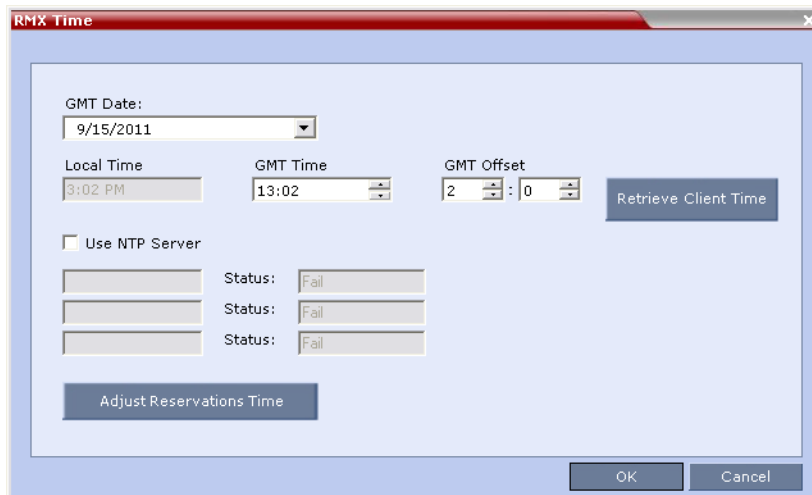 RMX Time
x
GMT Date:
9/15/2011
Local Time GMT Time GMT Offset
3:02 PM 13:02 2 : 0 Retrieve Client Time
Use NTP Server
Status: Fail
Status: Fail
Status: Fail
Adjust Reservations Time
OK Cancel